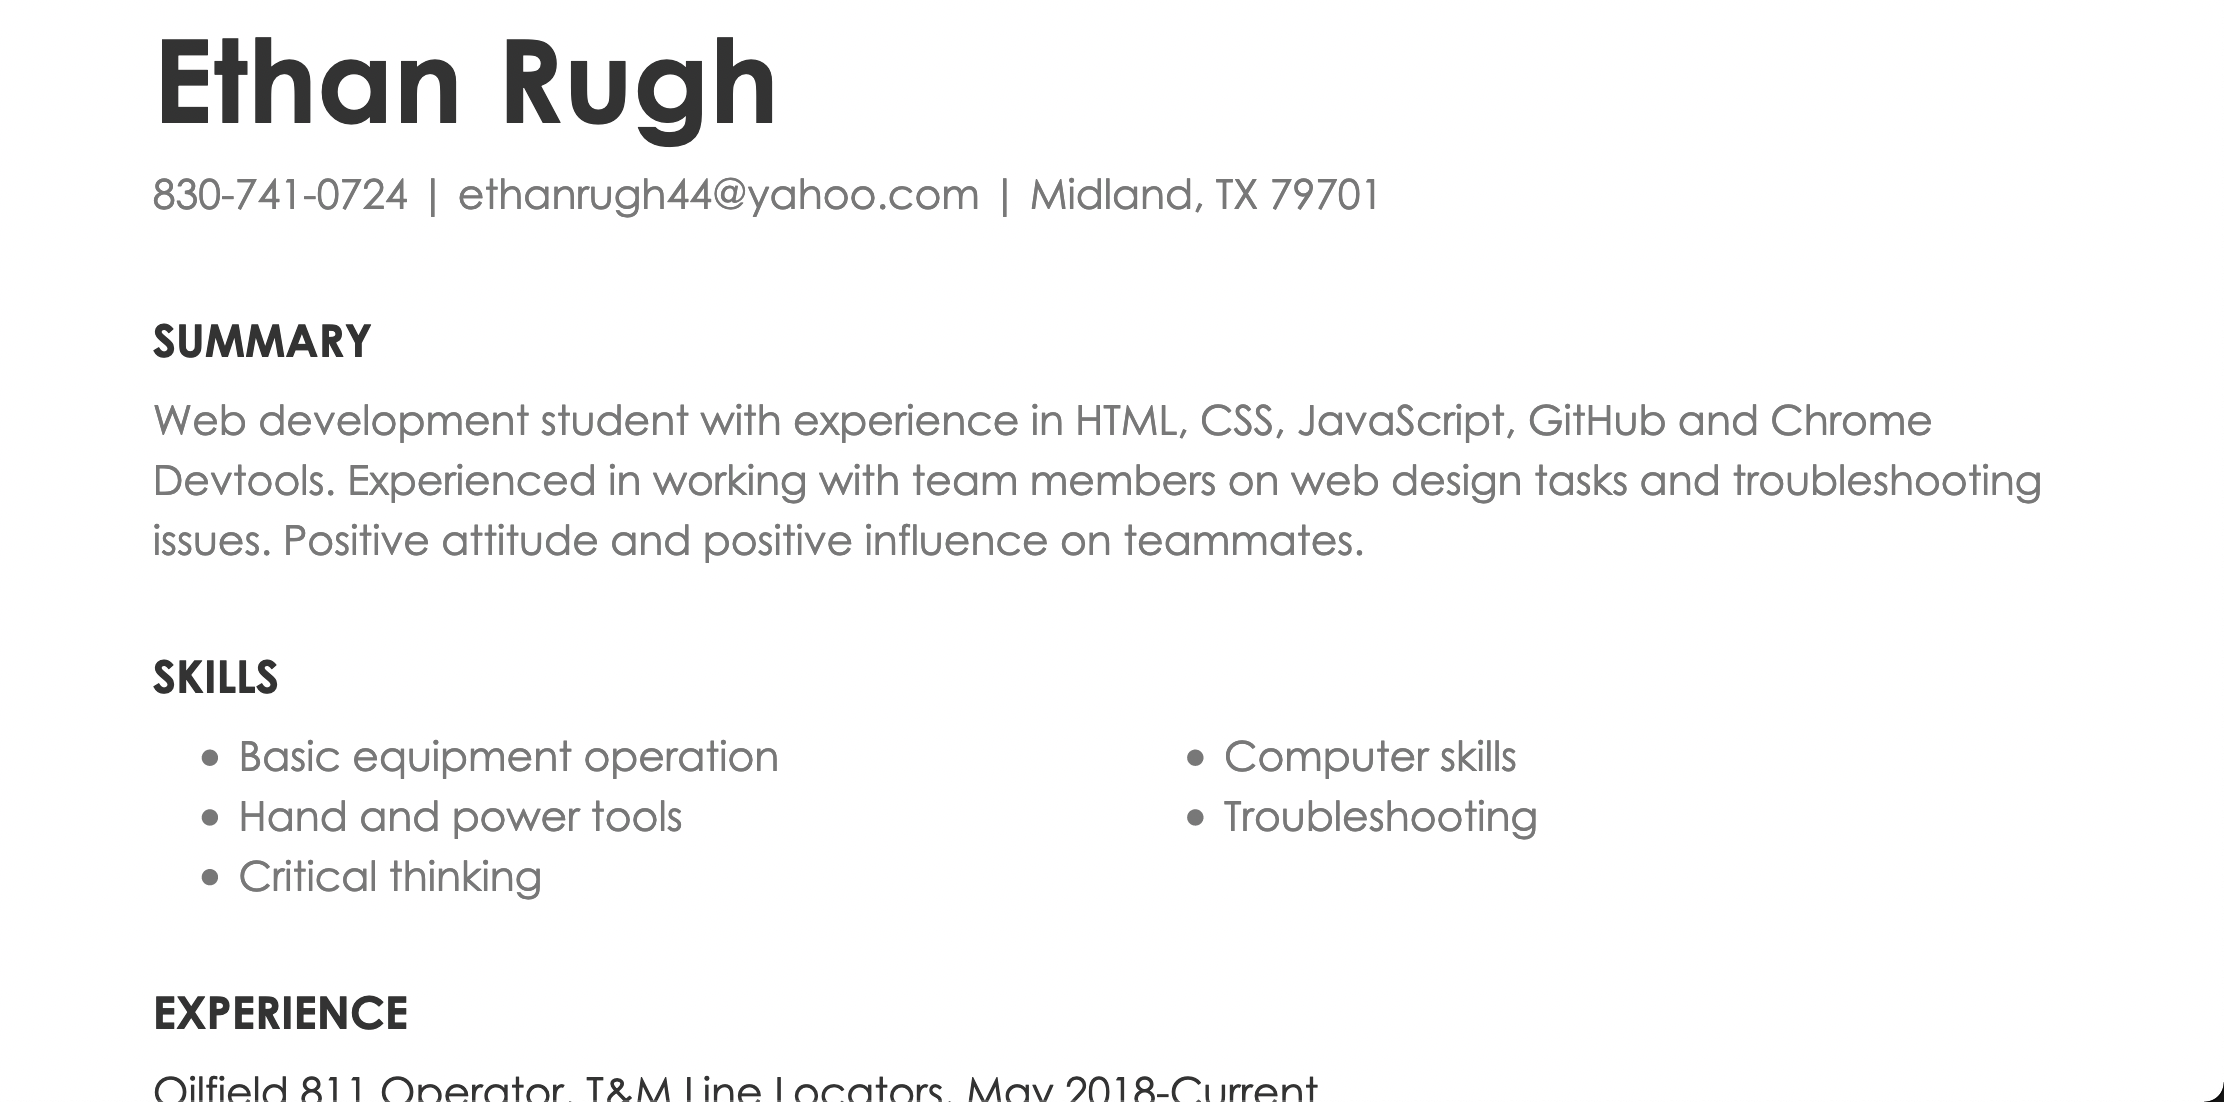 Ethan Rugh
830-741-0724 | ethanrugh44@yahoo.com | Midland, TX 79701
SUMMARY
Web development student with experience in HTML, CSS, JavaScript, GitHub and Chrome
Devtools. Experienced in working with team members on web design tasks and troubleshooting
issues. Positive attitude and positive influence on teammates.
SKILLS
• Basic equipment operation
• Hand and power tools
• Critical thinking
• Computer skills
• Troubleshooting
EXPERIENCE
Oilfield 811 Operator, T&M Line Locators, May 2018-Current